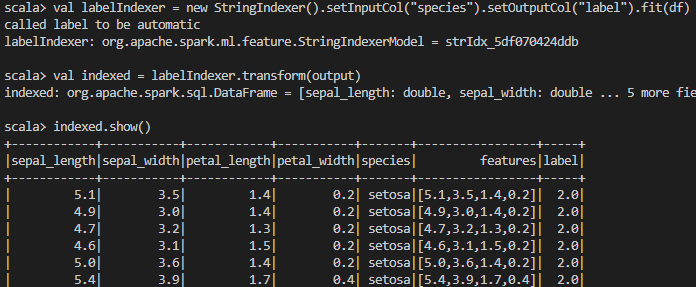 scala> val labelIndexer = new StringIndexer().setInputCol("species").setOutputCol("label").fit(df)
called label to be automatic
labelIndexer: org.apache.spark.ml.feature.StringIndexerModel = strIdx_5df070424ddb
scala> val indexed = labelIndexer.transform(output)
indexed: org.apache.spark.sql.DataFrame = [sepal_length: double, sepal_width: double ... 5 more fie
scala> indexed.show()
+------------+-----------+------------+-----------+-------+-----------------+-----+
|sepal_length|sepal_width|petal_length|petal_width|species|         features|label|
+------------+-----------+------------+-----------+-------+-----------------+-----+
|         5.1|        3.5|         1.4|        0.2| setosa|[5.1,3.5,1.4,0.2]|  2.0|
|         4.9|        3.0|         1.4|        0.2| setosa|[4.9,3.0,1.4,0.2]|  2.0|
|         4.7|        3.2|         1.3|        0.2| setosa|[4.7,3.2,1.3,0.2]|  2.0|
|         4.6|        3.1|         1.5|        0.2| setosa|[4.6,3.1,1.5,0.2]|  2.0|
|         5.0|        3.6|         1.4|        0.2| setosa|[5.0,3.6,1.4,0.2]|  2.0|
|         5.4|        3.9|         1.7|        0.4| setosa|[5.4,3.9,1.7,0.4]|  2.0|